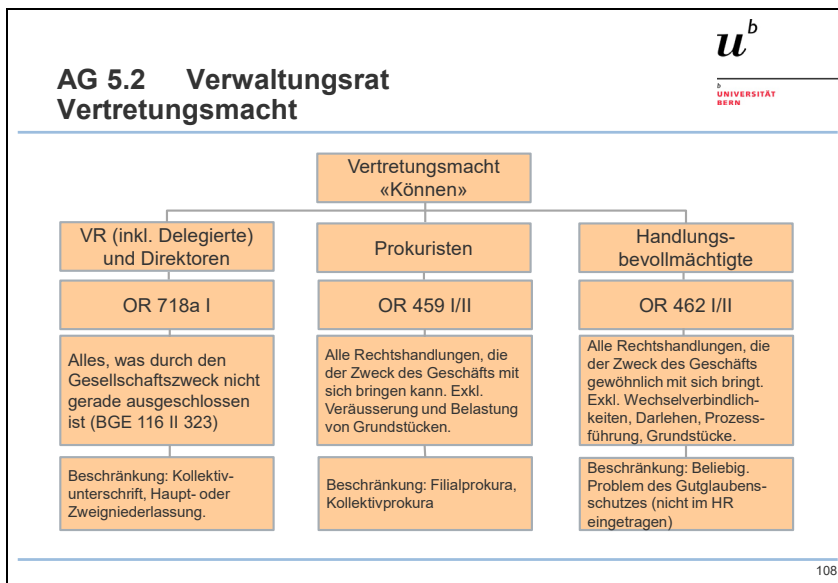 u b
b
UNIVERSITÄT
BERN
AG 5.2 Verwaltungsrat
Vertretungsmacht
Vertretungsmacht
«Können»
VR (inkl. Delegierte)
und Direktoren
OR 718a I
Alles, was durch den
Gesellschaftszweck nicht
gerade ausgeschlossen
ist (BGE 116 II 323)
Beschränkung: Kollektiv-
unterschrift, Haupt- oder
Zweigniederlassung.
Prokuristen
OR 459 I/II
Alle Rechtshandlungen, die
der Zweck des Geschäfts mit
sich bringen kann. Exkl.
Veräusserung und Belastung
von Grundstücken.
Beschränkung: Filialprokura,
Kollektivprokura
Handlungs-
bevollmächtigte
OR 462 I/II
Alle Rechtshandlungen, die
der Zweck des Geschäfts
gewöhnlich mit sich bringt.
Exkl. Wechselverbindlich-
keiten, Darlehen, Prozess-
führung, Grundstücke.
Beschränkung: Beliebig.
Problem des Gutglaubens-
schutzes (nicht im HR
eingetragen)
108